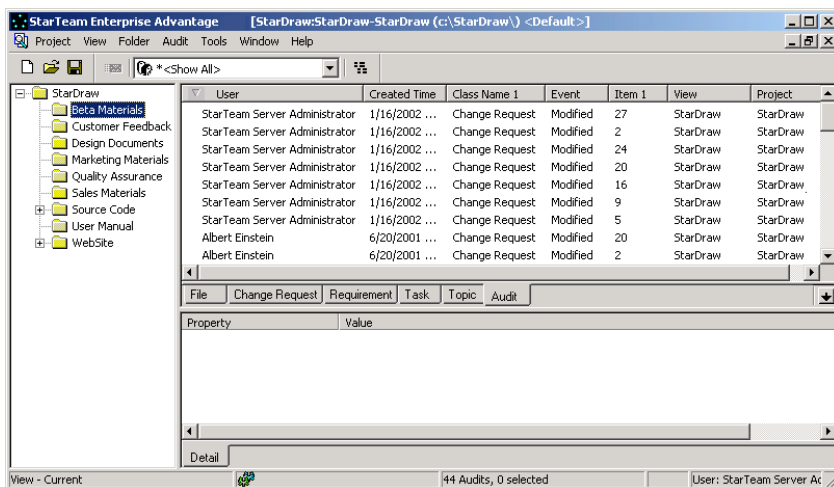 StarTeam Enterprise Advantage [StarDraw:StarDraw-StarDraw (c:\StarDraw\) <Default>]
Project View Folder Audit Tools Window Help
*<Show All>
StarDraw
Beta Materials
Customer Feedback
Design Documents
Marketing Materials
Quality Assurance
Sales Materials
Source Code
User Manual
WebSite
User Created Time Class Name 1 Event Item 1 View Project
StarTeam Server Administrator 1/16/2002 ... Change Request Modified 27 StarDraw StarDraw
StarTeam Server Administrator 1/16/2002 ... Change Request Modified 2 StarDraw StarDraw
StarTeam Server Administrator 1/16/2002 ... Change Request Modified 24 StarDraw StarDraw
StarTeam Server Administrator 1/16/2002 ... Change Request Modified 20 StarDraw StarDraw
StarTeam Server Administrator 1/16/2002 ... Change Request Modified 16 StarDraw StarDraw
StarTeam Server Administrator 1/16/2002 ... Change Request Modified 9 StarDraw StarDraw
StarTeam Server Administrator 1/16/2002 ... Change Request Modified 5 StarDraw StarDraw
Albert Einstein 6/20/2001 ... Change Request Modified 20 StarDraw StarDraw
Albert Einstein 6/20/2001 ... Change Request Modified 2 StarDraw StarDraw
File Change Request Requirement Task Topic Audit
Property Value
Detail
View - Current 44 Audits, 0 selected User: StarTeam Server Ac